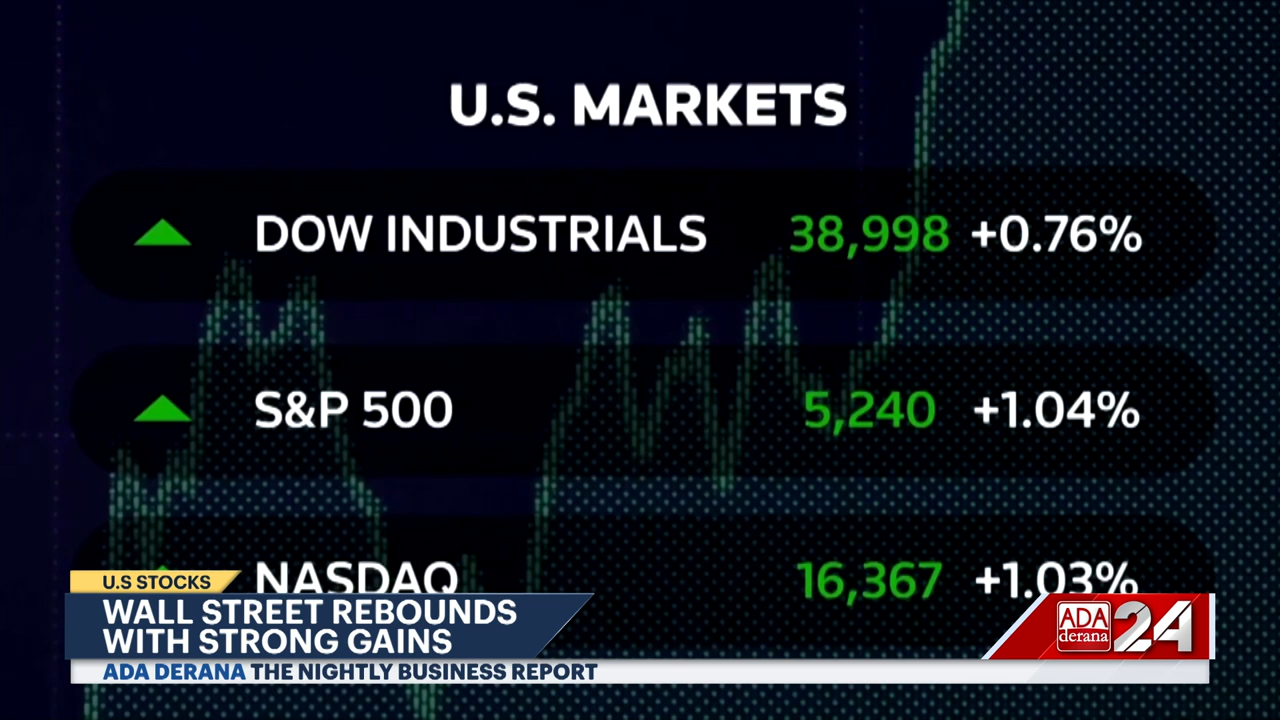 U.S. MARKETS
DOW INDUSTRIALS 38,998 +0.76%
S&P 500 5,240 +1.04%
NASDAQ 16,367 +1.03%
U.S STOCKS
WALL STREET REBOUNDS
WITH STRONG GAINS
ADA DERANA THE NIGHTLY BUSINESS REPORT
ADA
derana
24